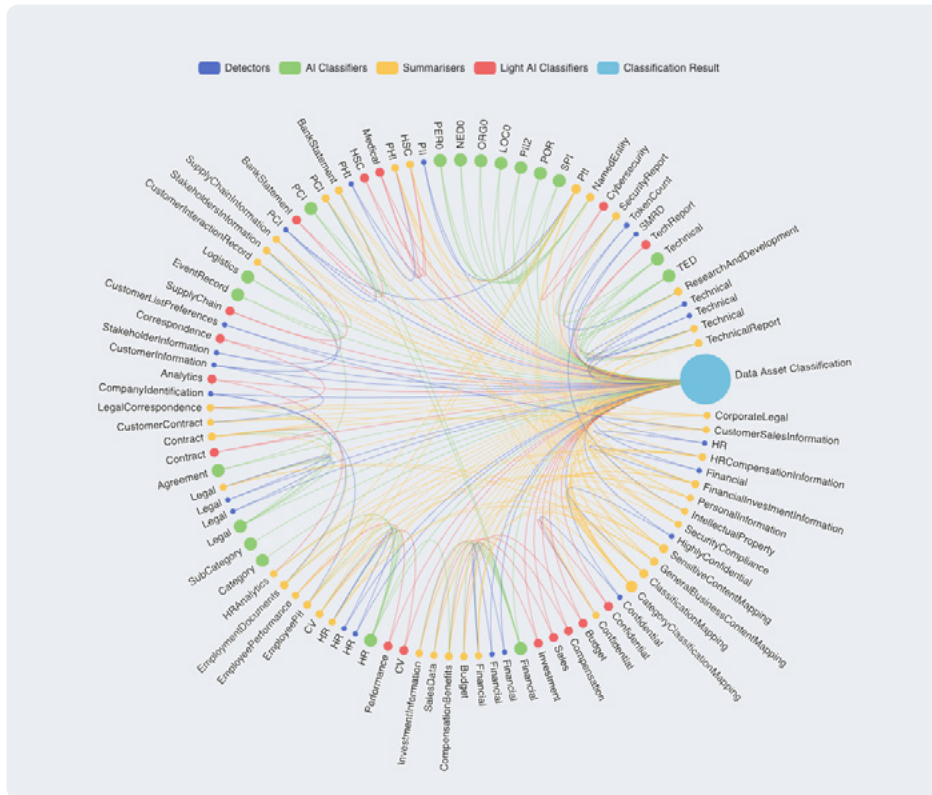 Detectors
AI Classifiers
Summarisers
Light AI Classifiers
Classification Result
PER0
NED0
ORG0
LOC0
PII2
POR
SPI
PII
NamedEntity
Cybersecurity
SecurityReport
TokenCount
SMRD
TechReport
Technical
TED
ResearchAndDevelopment
Technical
Technical
Technical
TechnicalReport
Data Asset Classification
CorporateLegal
CustomerSalesInformation
HR
HRCompensationInformation
Financial
FinancialInvestmentInformation
PersonalInformation
IntellectualProperty
SecurityCompliance
HighlyConfidential
SensitiveContentMapping
GeneralBusinessContentMapping
ClassificationMapping
CategoryClassificationMapping
Confidential
Confidential
Confidential
Budget
Compensation
Sales
Investment
Financial
Financial
Financial
Financial
Budget
CompensationBenefits
SalesData
InvestmentInformation
CV
Performance
HR
HR
HR
HR
CV
EmployeePII
EmployeePerformance
EmploymentDocuments
HRAnalytics
Category
SubCategory
Legal
Legal
Legal
Legal
Agreement
Contract
Contract
CustomerContract
LegalCorrespondence
CompanyIdentification
Analytics
CustomerInformation
StakeholderInformation
Correspondence
CustomerListPreferences
SupplyChain
EventRecord
Logistics
CustomerInteractionRecord
StakeholdersInformation
SupplyChainInformation
PCI
BankStatement
PCI
PCI
BankStatement
PHI
HSC
Medical
PHI
HSC
PII